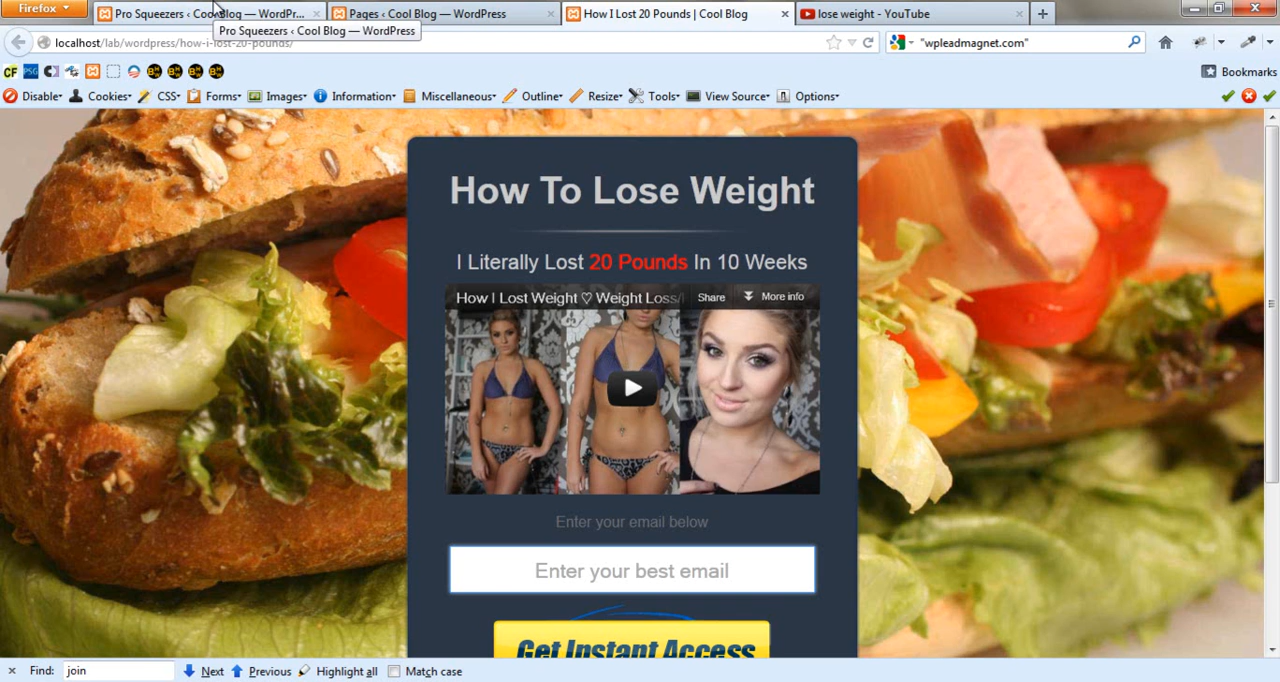 Firefox
Pro Squeezers ‹ Cool Blog — WordPr...
Pages ‹ Cool Blog — WordPress
How I Lost 20 Pounds | Cool Blog
lose weight - YouTube
Pro Squeezers ‹ Cool Blog — WordPress
localhost/lab/wordpress/how-i-lost-20-pounds/
"wpleadmagnet.com"
CF PSG
Bookmarks
Disable Cookies CSS Forms Images Information Miscellaneous Outline Resize Tools View Source Options
How To Lose Weight
I Literally Lost 20 Pounds In 10 Weeks
How I Lost Weight ♡ Weight Loss/
Share
More info
Enter your email below
Enter your best email
Get Instant Access
Find: join Next Previous Highlight all Match case